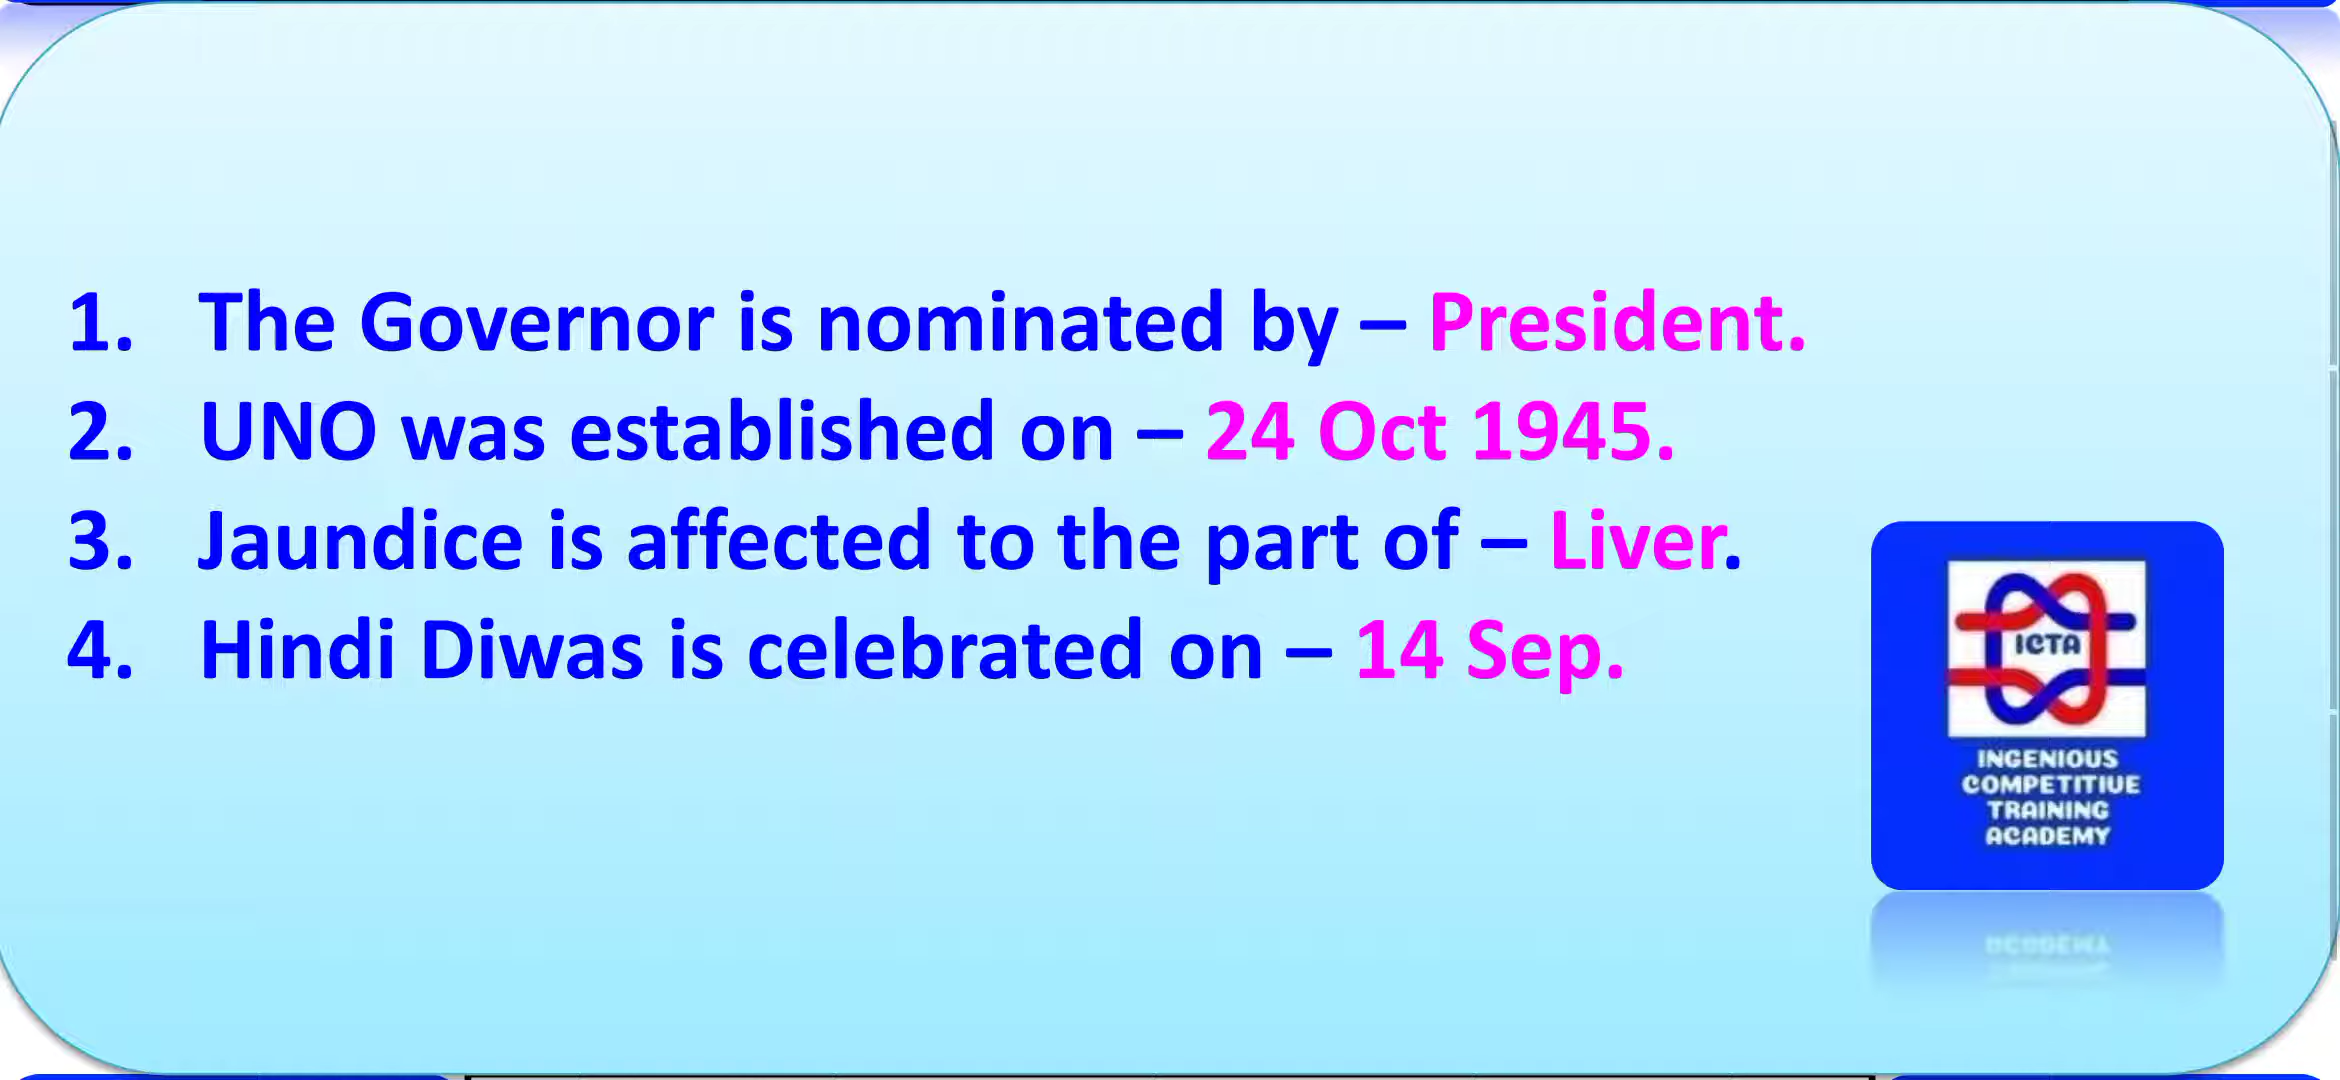 1. The Governor is nominated by – President.
2. UNO was established on – 24 Oct 1945.
3. Jaundice is affected to the part of – Liver.
4. Hindi Diwas is celebrated on – 14 Sep.
ICTA
INGENIOUS
COMPETITIVE
TRAINING
ACADEMY